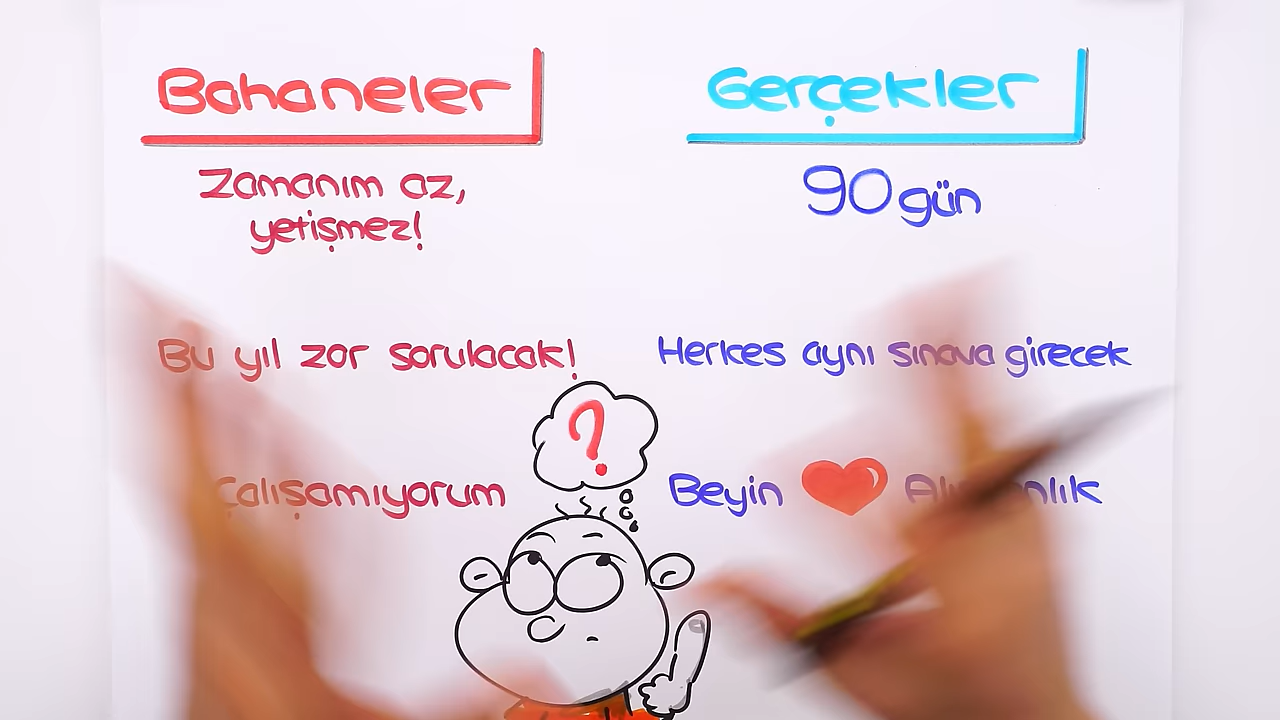 Bahaneler
Zamanım az,
yetişmez!
Bu yıl zor sorulacak!
Çalışamıyorum
?
Gerçekler
90 gün
Herkes aynı sınava girecek
Beyin